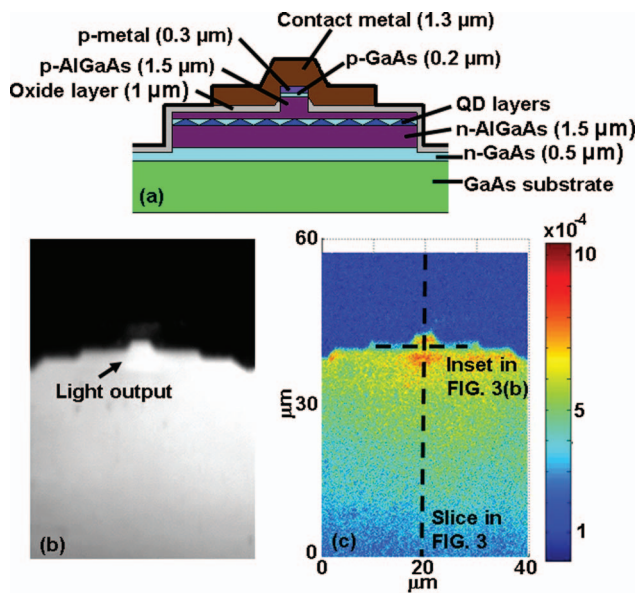 Contact metal (1.3 µm)
p-metal (0.3 µm)
p-GaAs (0.2 µm)
p-AlGaAs (1.5 µm)
Oxide layer (1 µm)
QD layers
n-AlGaAs (1.5 µm)
n-GaAs (0.5 µm)
GaAs substrate
(a)
Light output
(b)
60
30
0
µm
Inset in
FIG. 3(b)
Slice in
FIG. 3
(c)
0
20
40
µm
x10⁻⁴
10
5
1